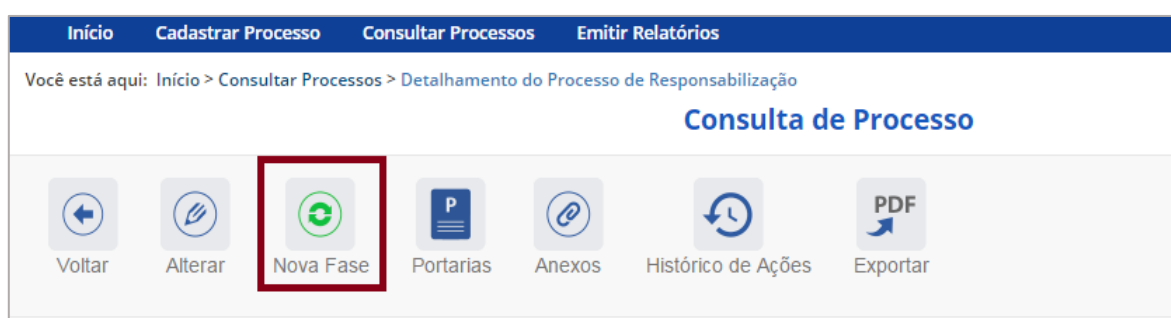 Início Cadastrar Processo Consultar Processos Emitir Relatórios
Você está aqui: Início > Consultar Processos > Detalhamento do Processo de Responsabilização
Consulta de Processo
P PDF
Voltar Alterar Nova Fase Portarias Anexos Histórico de Ações Exportar